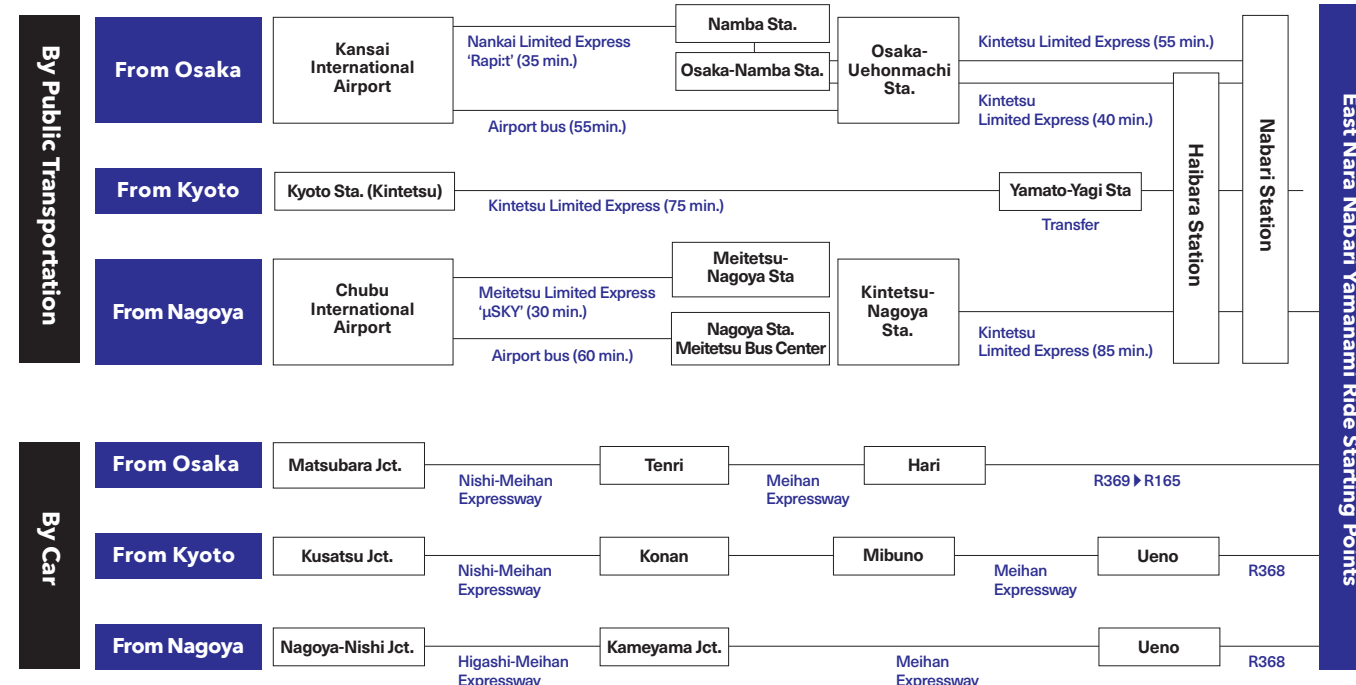 By Public Transportation
From Osaka
Kansai
International
Airport
Nankai Limited Express
‘Rapi:t’ (35 min.)
Airport bus (55min.)
Namba Sta.
Osaka-Namba Sta.
Osaka-
Uehonmachi
Sta.
Kintetsu Limited Express (55 min.)
Kintetsu
Limited Express (40 min.)
From Kyoto
Kyoto Sta. (Kintetsu)
Kintetsu Limited Express (75 min.)
Yamato-Yagi Sta
Transfer
From Nagoya
Chubu
International
Airport
Meitetsu Limited Express
‘µSKY’ (30 min.)
Airport bus (60 min.)
Meitetsu-
Nagoya Sta
Nagoya Sta.
Meitetsu Bus Center
Kintetsu-
Nagoya
Sta.
Kintetsu
Limited Express (85 min.)
Haibara Station
Nabari Station
East Nara Nabari Yamanami Ride Starting Points
By Car
From Osaka
Matsubara Jct.
Nishi-Meihan
Expressway
Tenri
Meihan
Expressway
Hari
R369 ▶ R165
From Kyoto
Kusatsu Jct.
Nishi-Meihan
Expressway
Konan
Mibuno
Meihan
Expressway
Ueno
R368
From Nagoya
Nagoya-Nishi Jct.
Higashi-Meihan
Expressway
Kameyama Jct.
Meihan
Expressway
Ueno
R368